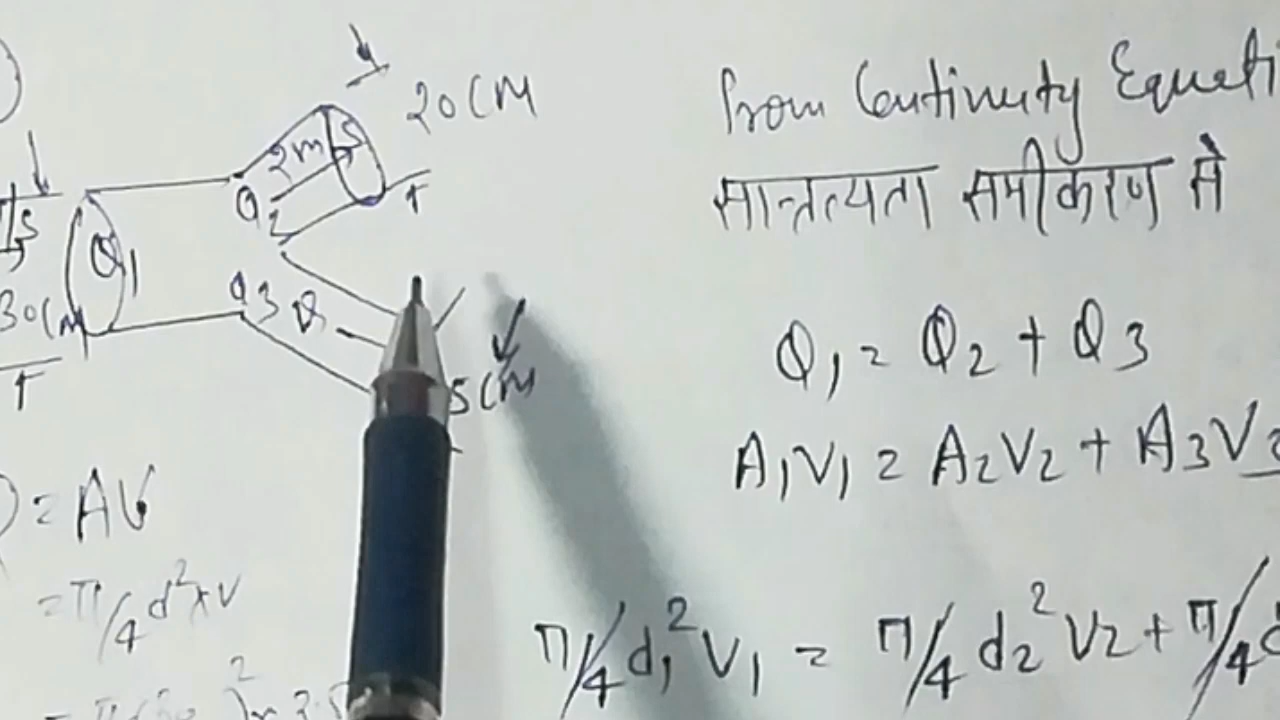 20CM
2m/s
Q2
Q1
30CM
Q3
5CM
= AV
= π/4 d² x V
From Continuity Equati
सान्तत्यता समीकरण से
Q1 = Q2 + Q3
A1V1 = A2V2 + A3V3
π/4 d1² V1 = π/4 d2² V2 + π/4 d